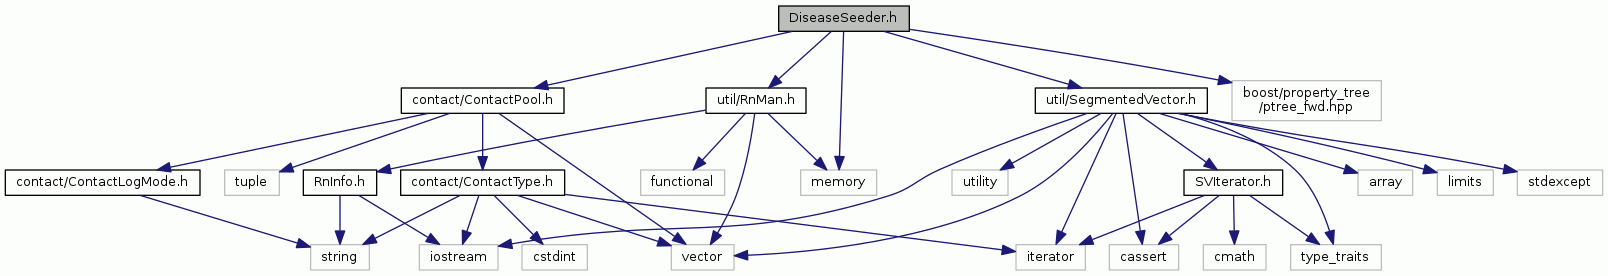 DiseaseSeeder.h
contact/ContactPool.h
util/RnMan.h
util/SegmentedVector.h
boost/property_tree
/ptree_fwd.hpp
contact/ContactLogMode.h
tuple
RnInfo.h
contact/ContactType.h
functional
memory
utility
SVIterator.h
array
limits
stdexcept
string
iostream
cstdint
vector
iterator
cassert
cmath
type_traits